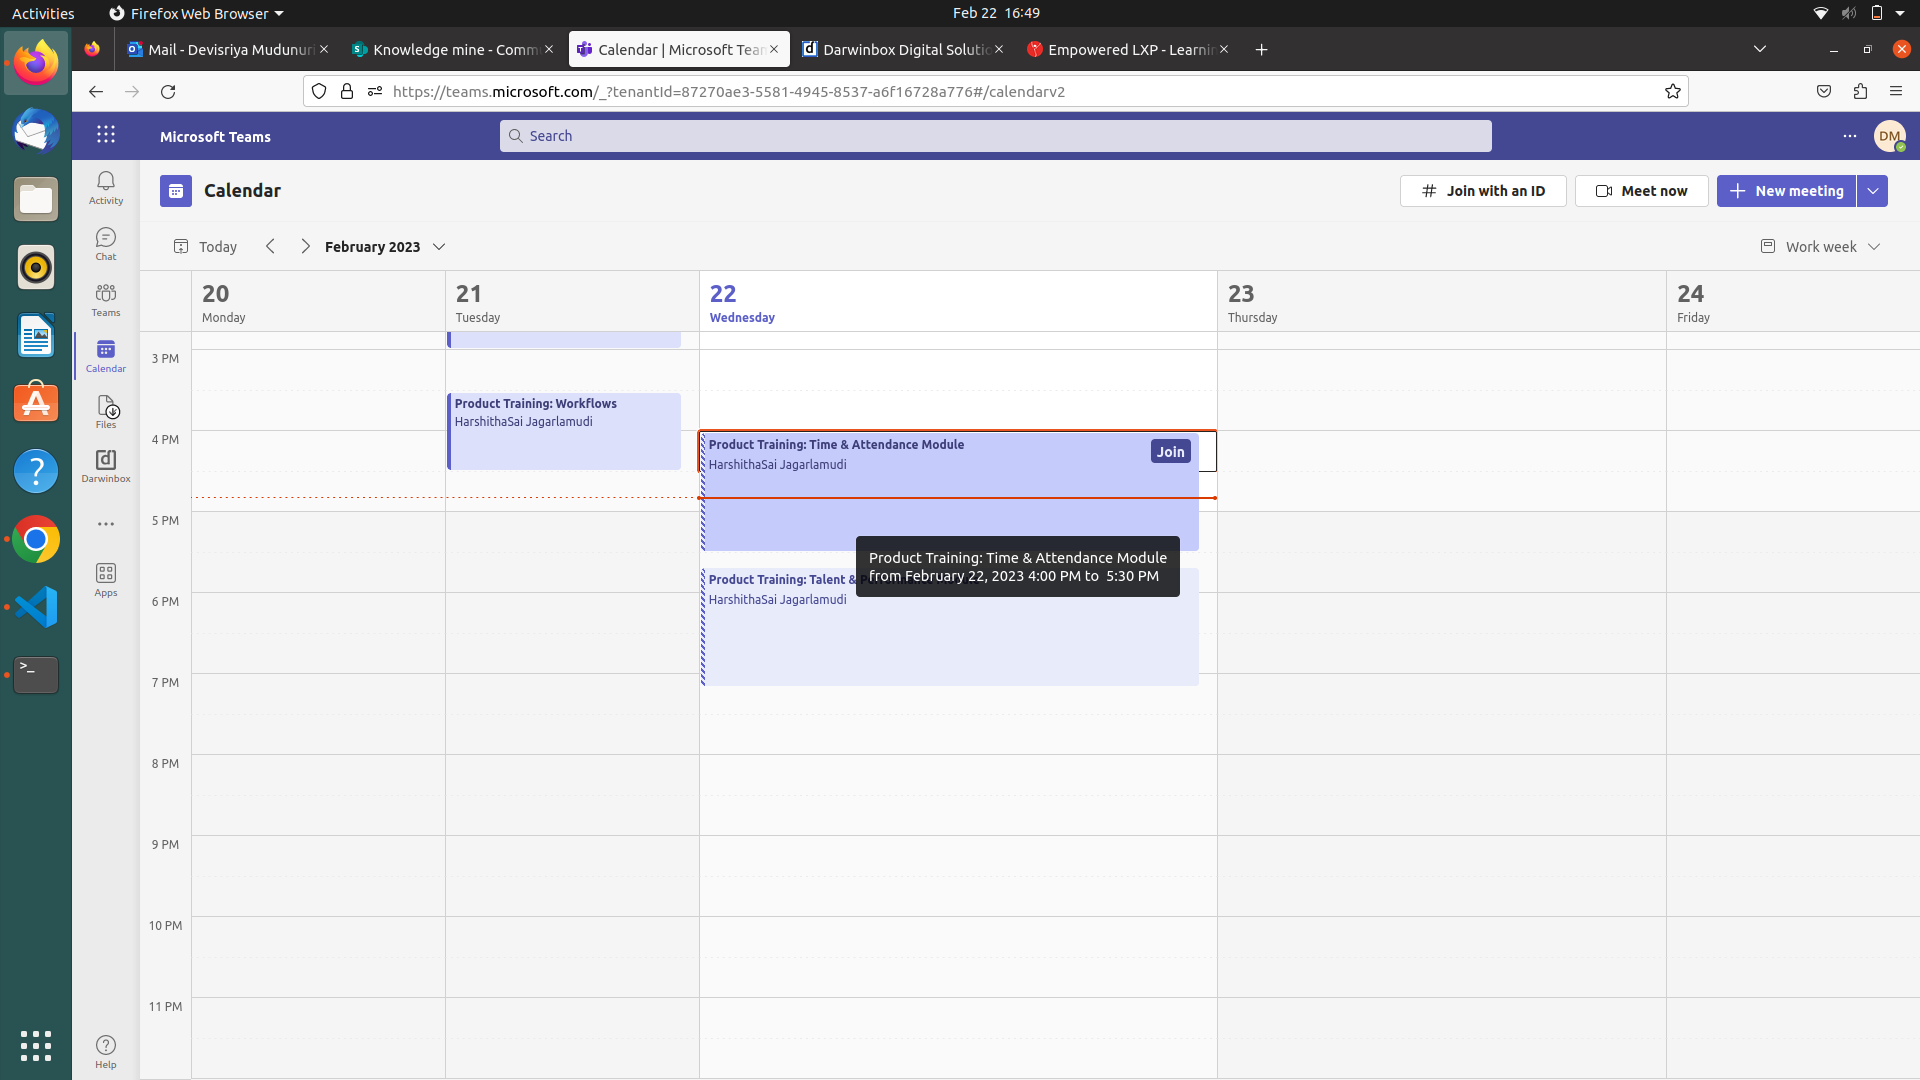 Activities
Firefox Web Browser
Feb 22 16:49
Mail - Devisriya Mudunuri
Knowledge mine - Comm
Calendar | Microsoft Team
Darwinbox Digital Solutio
Empowered LXP - Learnin
https://teams.microsoft.com/_?tenantId=87270ae3-5581-4945-8537-a6f16728a776#/calendarv2
Microsoft Teams
Search
DM
Activity
Chat
Teams
Calendar
Files
Darwinbox
Apps
Help
Calendar
# Join with an ID
Meet now
New meeting
Today
February 2023
Work week
20
Monday
21
Tuesday
22
Wednesday
23
Thursday
24
Friday
3 PM
4 PM
5 PM
6 PM
7 PM
8 PM
9 PM
10 PM
11 PM
Product Training: Workflows
HarshithaSai Jagarlamudi
Product Training: Time & Attendance Module
HarshithaSai Jagarlamudi
Join
Product Training: Time & Attendance Module
from February 22, 2023 4:00 PM to 5:30 PM
Product Training: Talent &
HarshithaSai Jagarlamudi